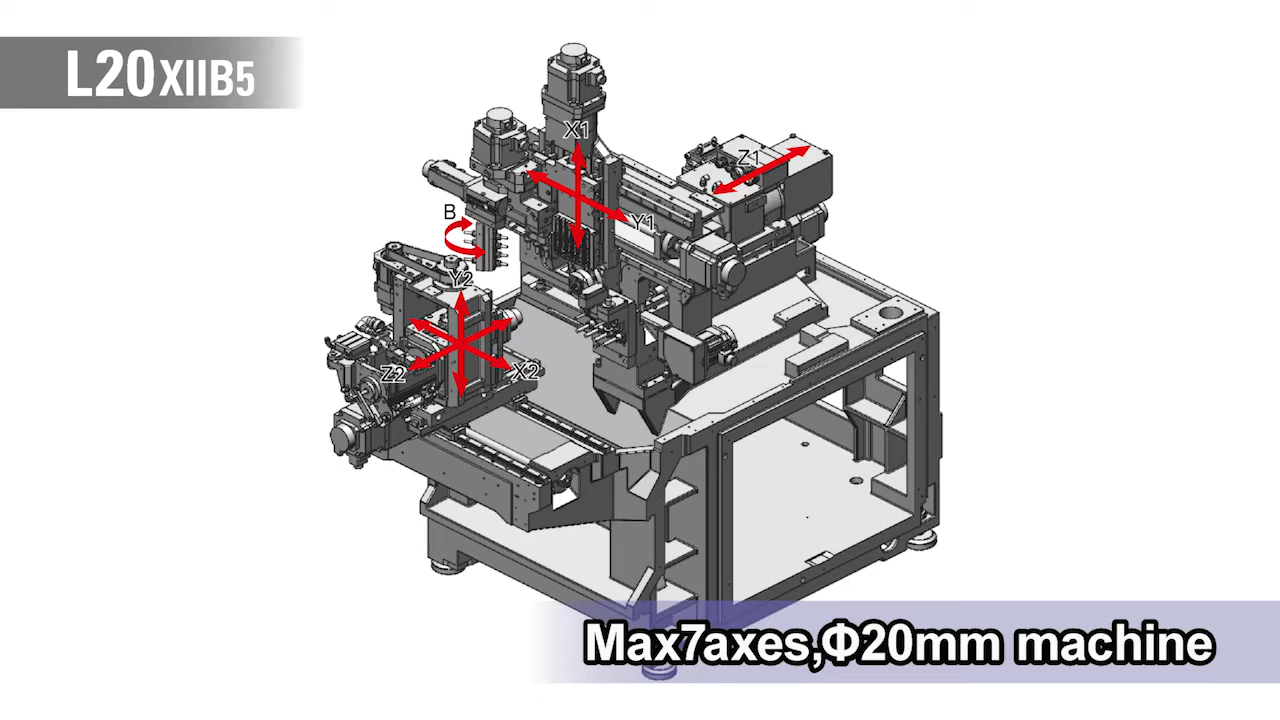 L20XIIB5
X1
Z1
Y1
B
Y2
Z2
X2
Max7axes,Φ20mm machine